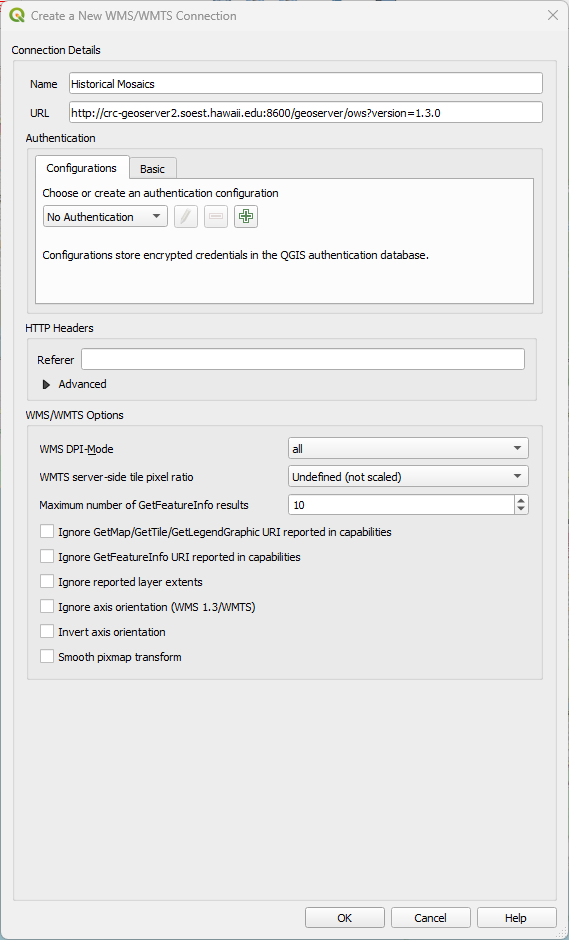 Create a New WMS/WMTS Connection
Connection Details
Name Historical Mosaics
URL http://crc-geoserver2.soest.hawaii.edu:8600/geoserver/ows?version=1.3.0
Authentication
Configurations Basic
Choose or create an authentication configuration
No Authentication
Configurations store encrypted credentials in the QGIS authentication database.
HTTP Headers
Referer
Advanced
WMS/WMTS Options
WMS DPI-Mode all
WMTS server-side tile pixel ratio Undefined (not scaled)
Maximum number of GetFeatureInfo results 10
Ignore GetMap/GetTile/GetLegendGraphic URI reported in capabilities
Ignore GetFeatureInfo URI reported in capabilities
Ignore reported layer extents
Ignore axis orientation (WMS 1.3/WMTS)
Invert axis orientation
Smooth pixmap transform
OK Cancel Help